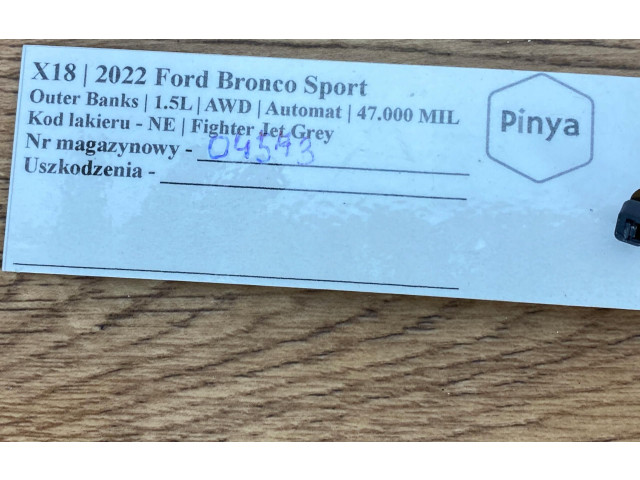 X18 | 2022 Ford Bronco Sport
Outer Banks | 1.5L | AWD | Automat | 47.000 MIL
Kod lakieru - NE | Fighter Jet Grey
Nr magazynowy - 04543
Uszkodzenia -
Pinya